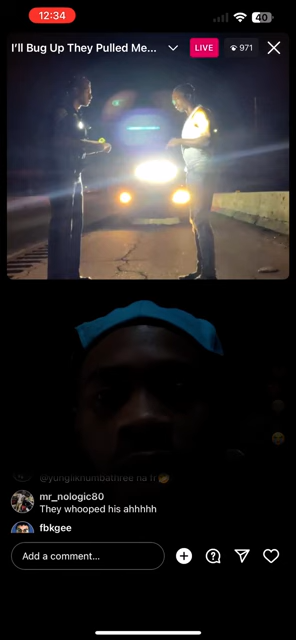 12:34
40
I'll Bug Up They Pulled Me...
LIVE
971
mr_nologic80
They whooped his ahhhhh
fbkgee
Add a comment...